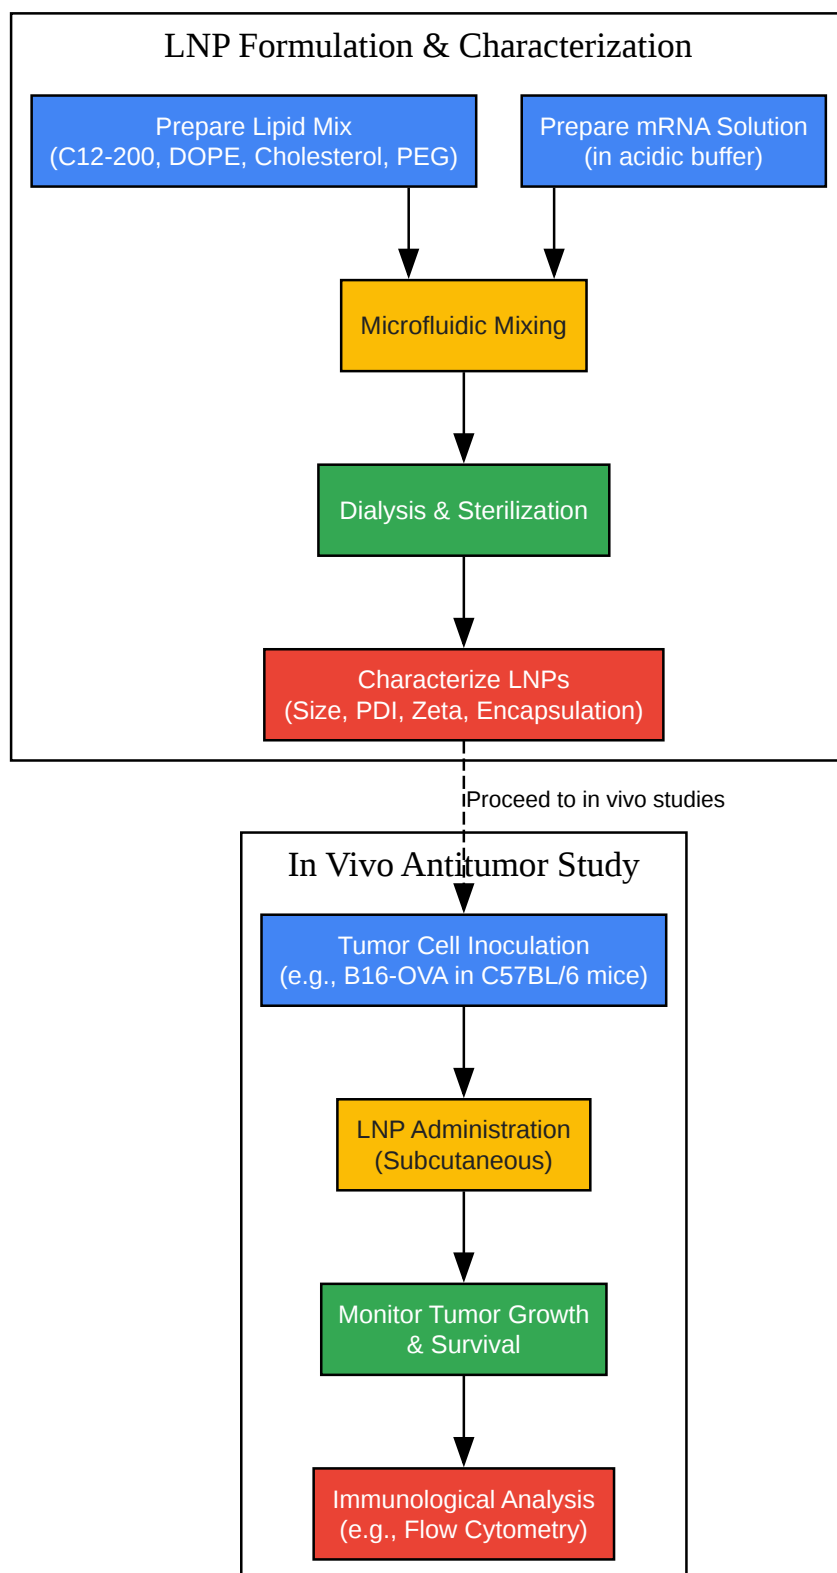 LNP Formulation & Characterization
Prepare Lipid Mix
(C12-200, DOPE, Cholesterol, PEG)
Prepare mRNA Solution
(in acidic buffer)
Microfluidic Mixing
Dialysis & Sterilization
Characterize LNPs
(Size, PDI, Zeta, Encapsulation)
Proceed to in vivo studies
In Vivo Antitumor Study
Tumor Cell Inoculation
(e.g., B16-OVA in C57BL/6 mice)
LNP Administration
(Subcutaneous)
Monitor Tumor Growth
& Survival
Immunological Analysis
(e.g., Flow Cytometry)